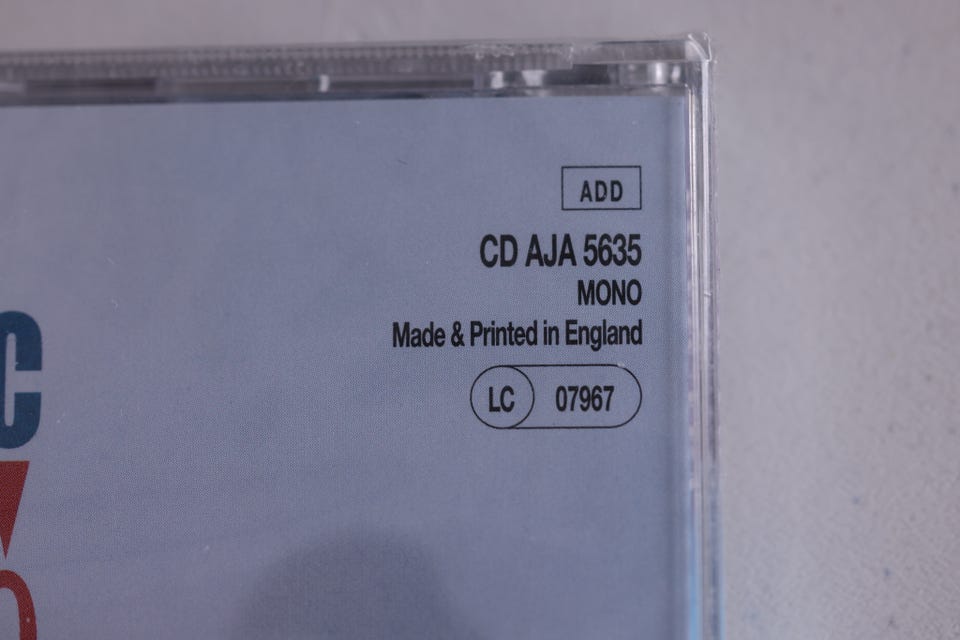 ADD
CD AJA 5635
MONO
Made & Printed in England
LC 07967
C